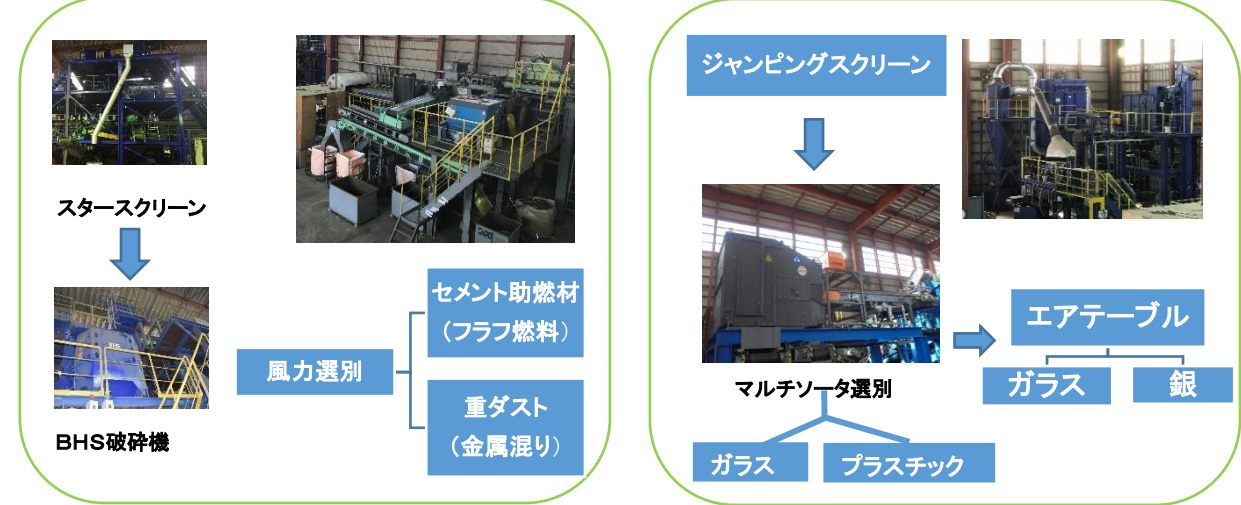 スタースクリーン
BHS破砕機
風力選別
セメント助燃材
（フラフ燃料）
重ダスト
（金属混り）
ジャンピングスクリーン
マルチソータ選別
ガラス
プラスチック
エアテーブル
ガラス
銀